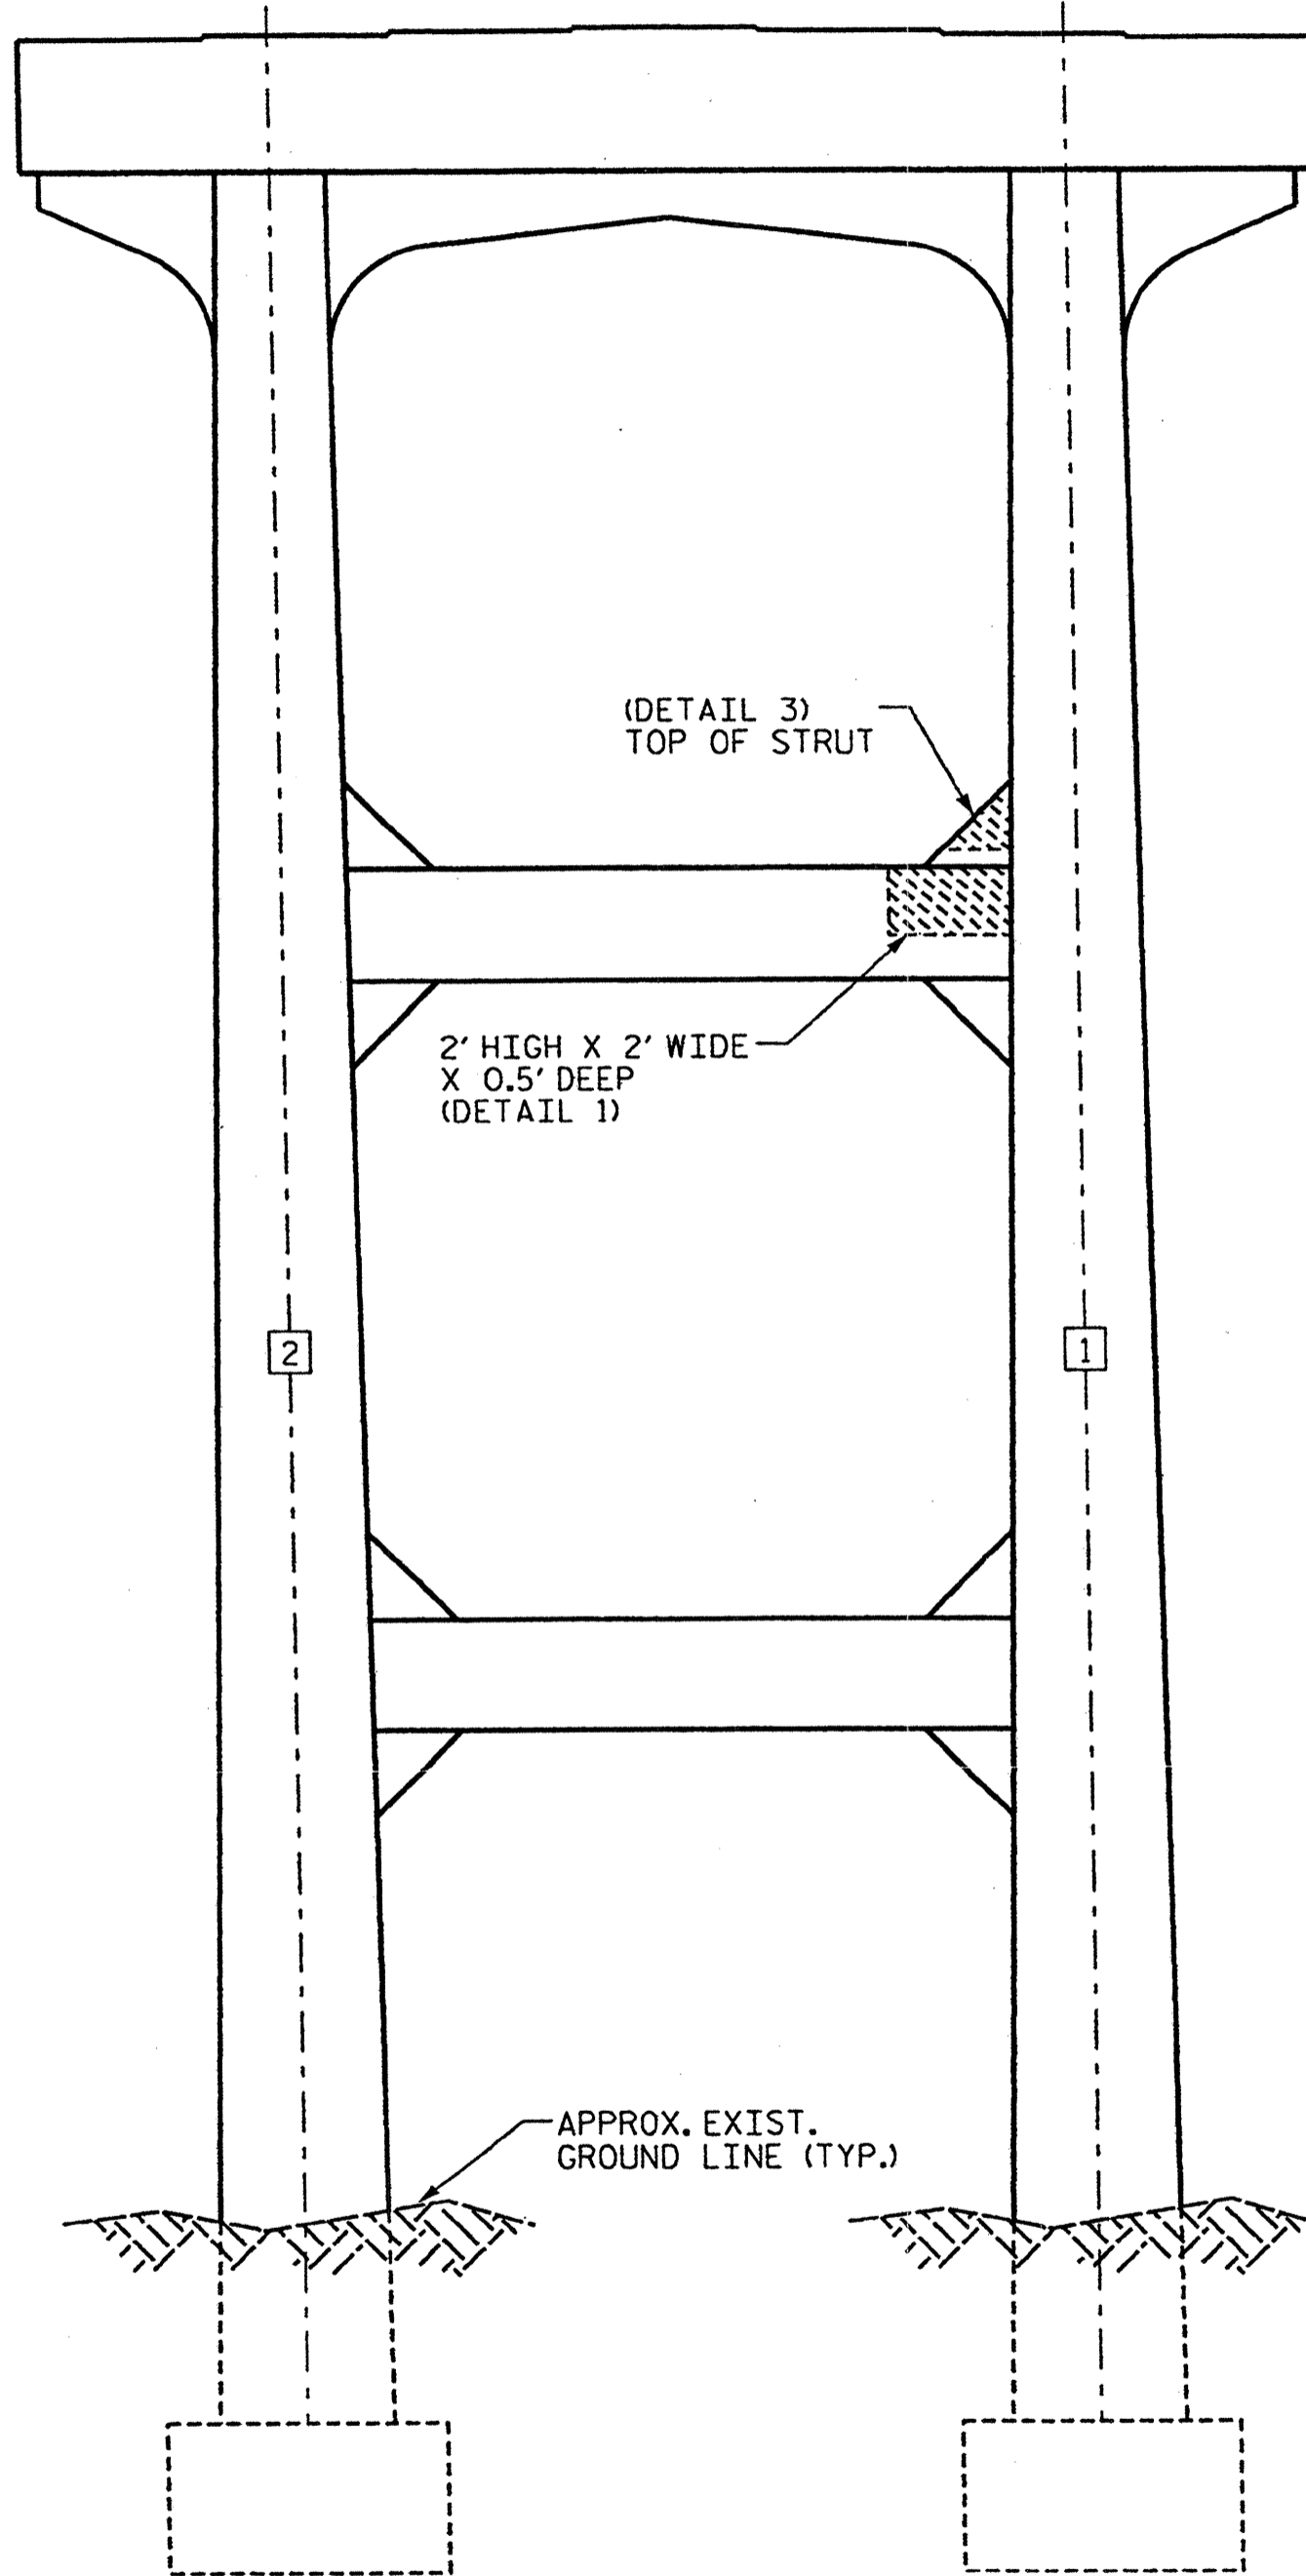 (DETAIL 3)
TOP OF STRUT
2' HIGH X 2' WIDE
X 0.5' DEEP
(DETAIL 1)
2
1
APPROX. EXIST.
GROUND LINE (TYP.)